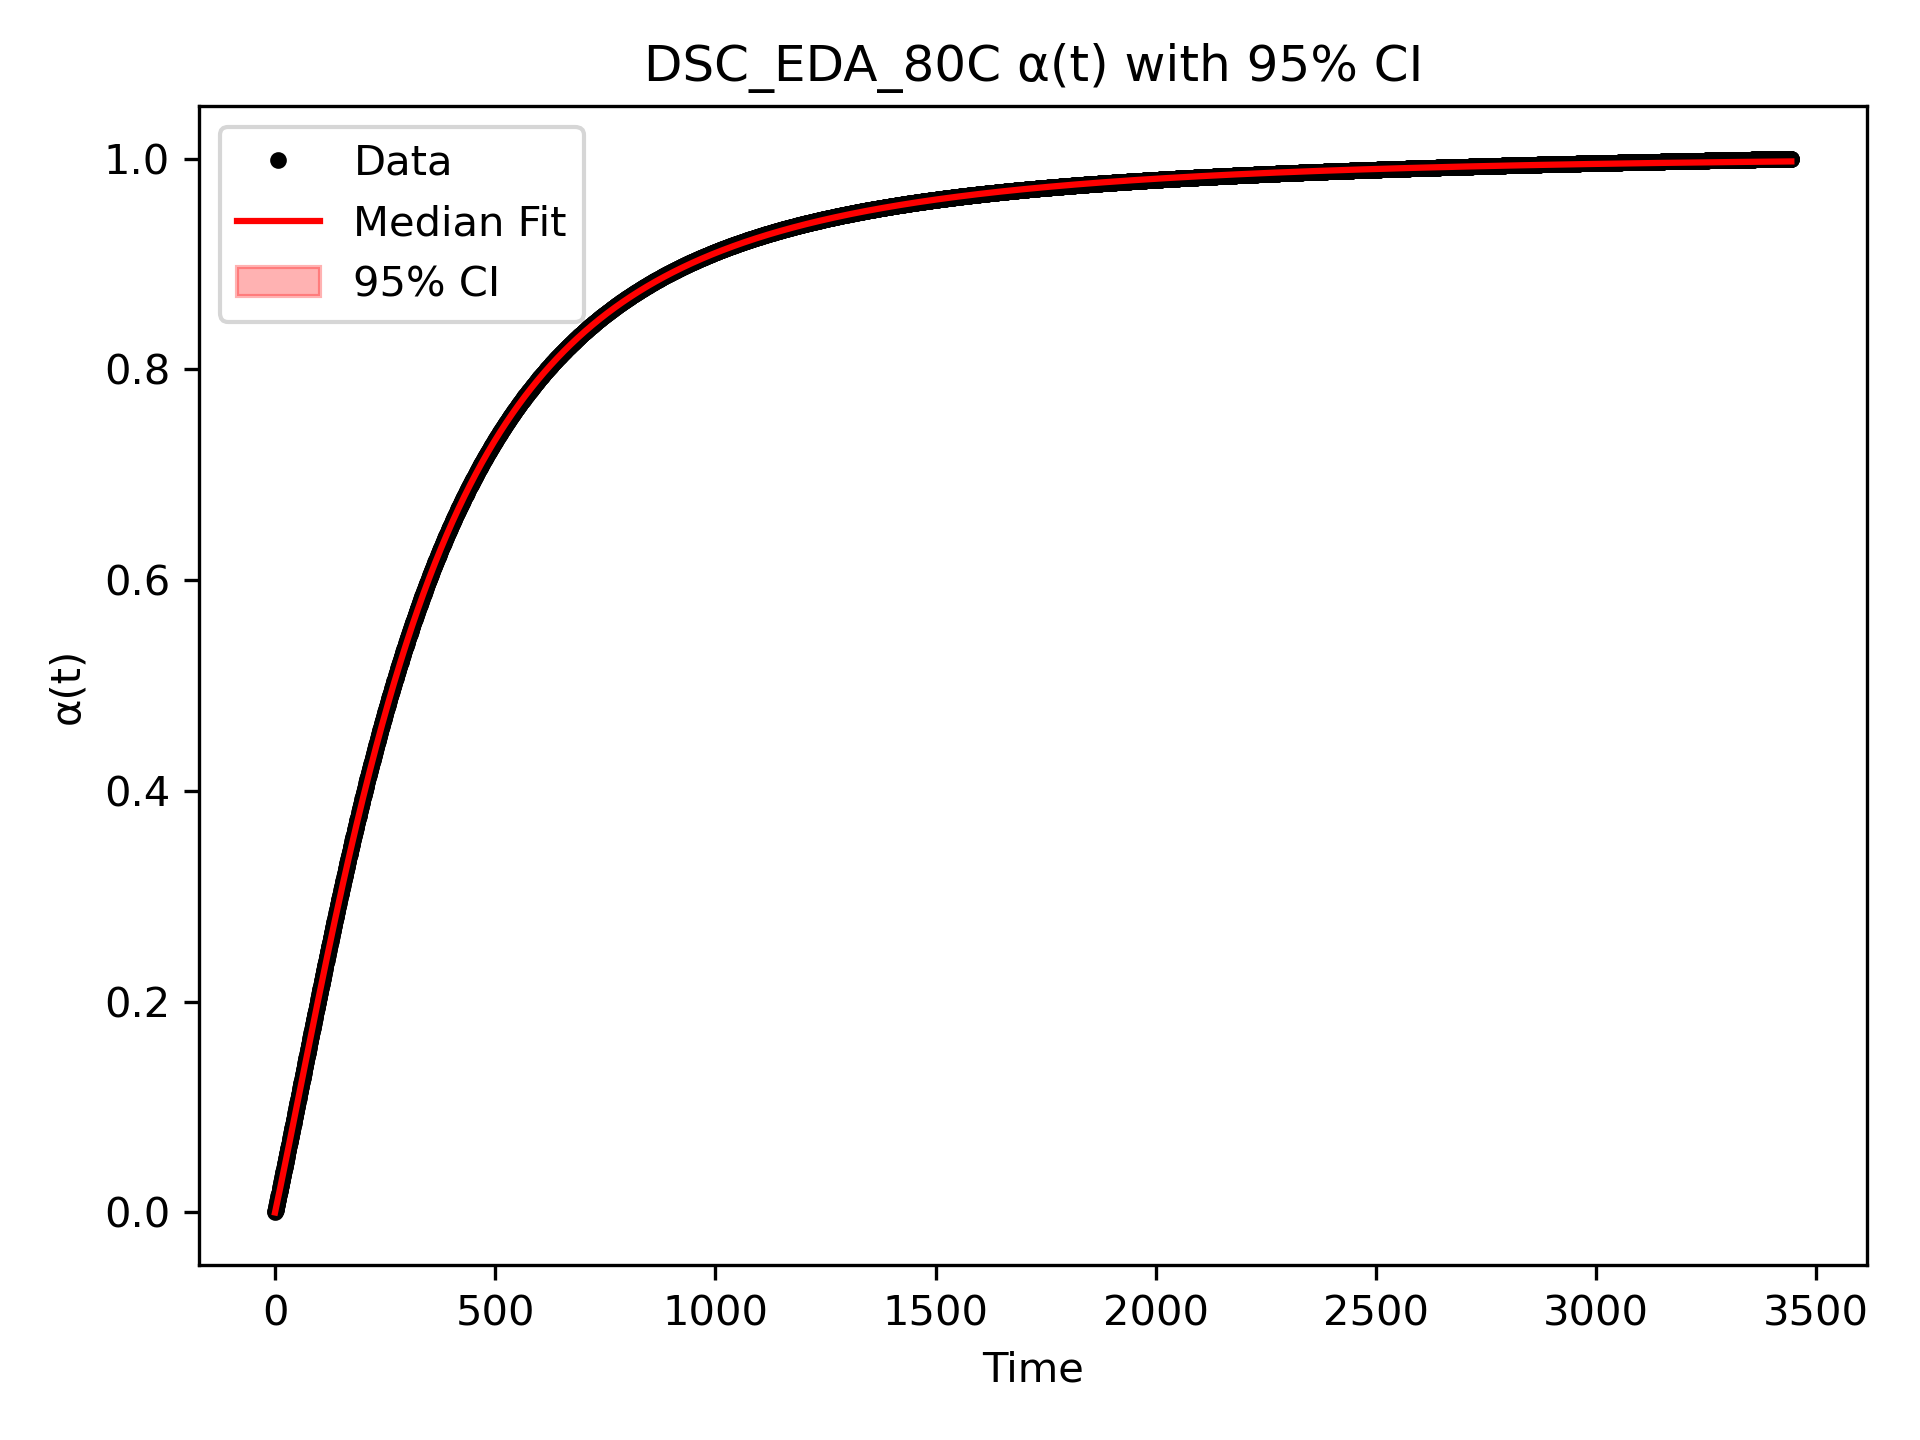 DSC_EDA_80C α(t) with 95% CI
Data
Median Fit
95% CI
1.0
0.8
0.6
0.4
0.2
0.0
α(t)
0 500 1000 1500 2000 2500 3000 3500
Time